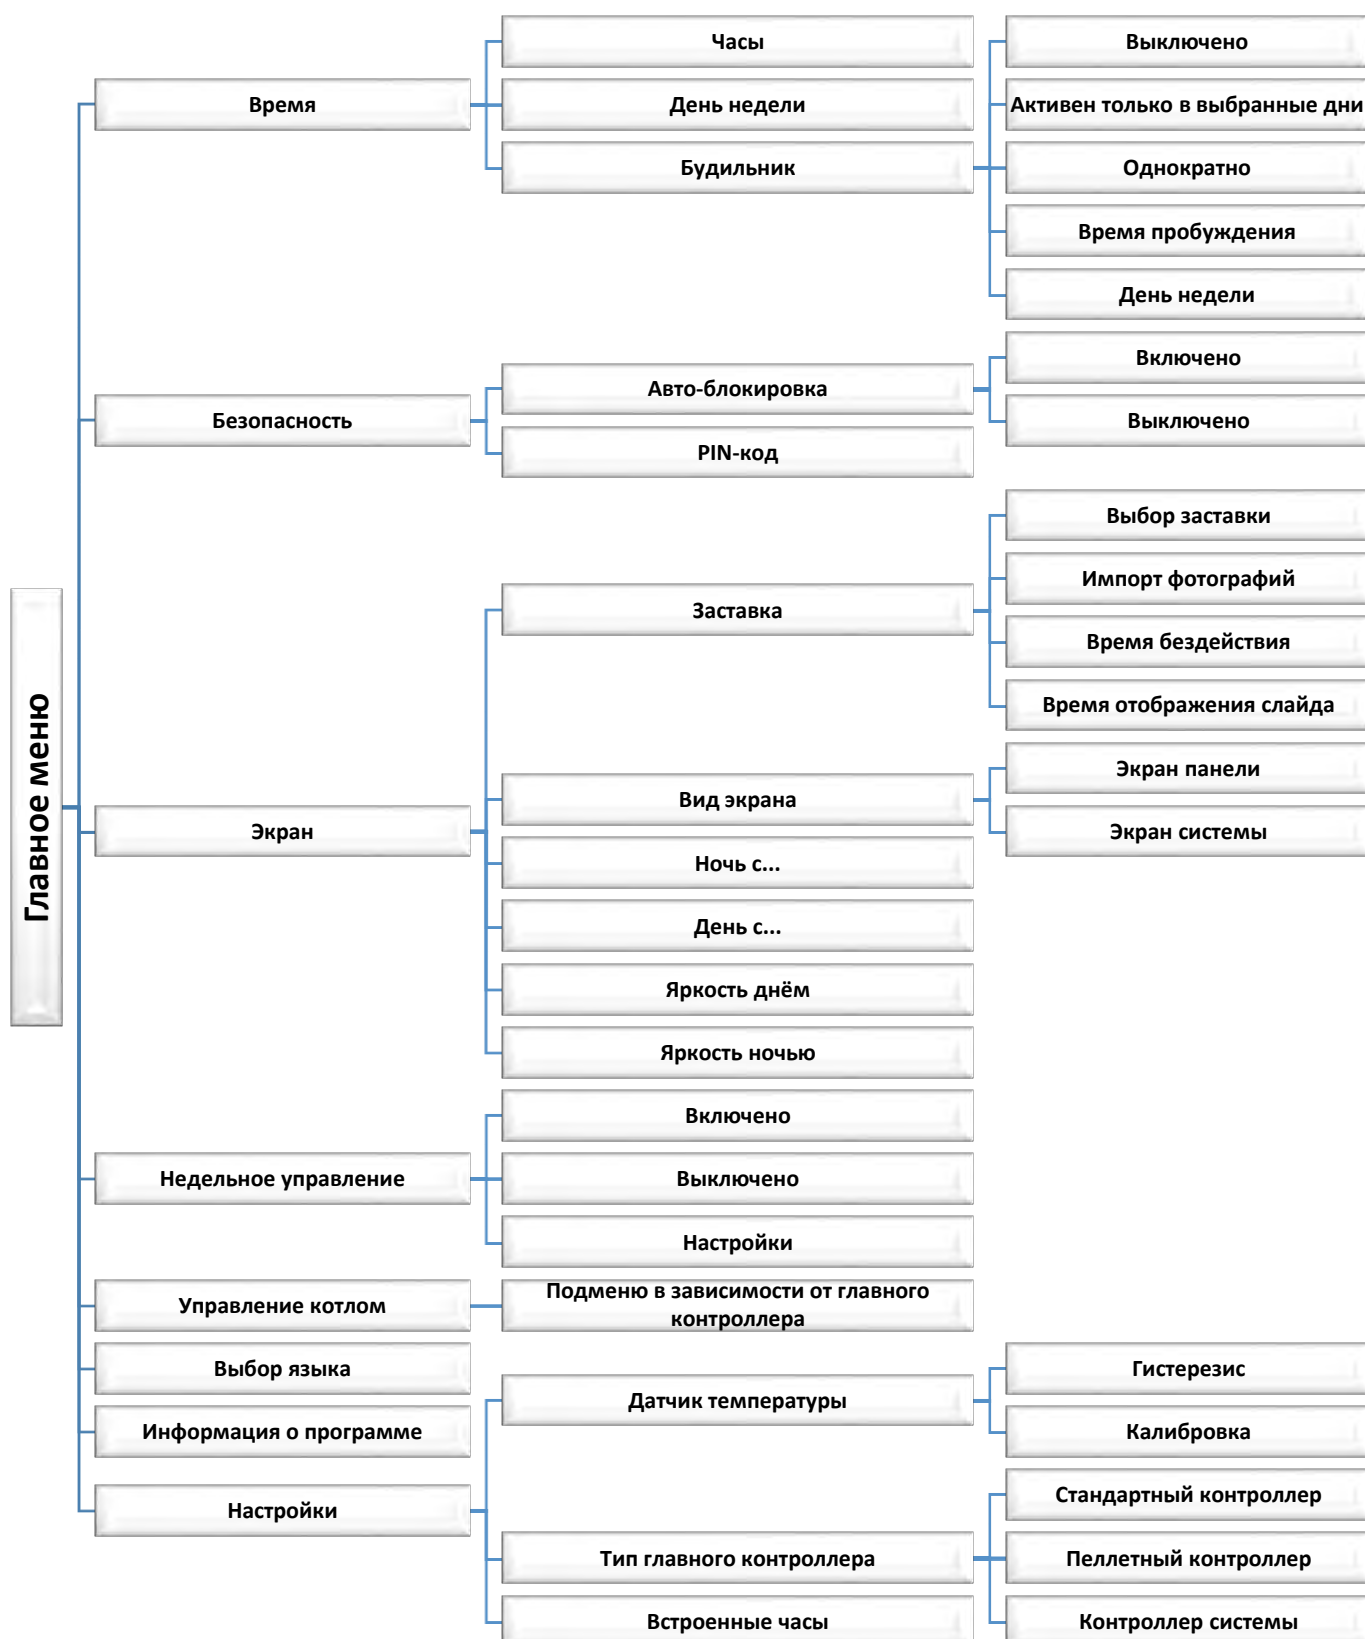 Главное меню
Время
Часы
День недели
Будильник
Выключено
Активен только в выбранные дни
Однократно
Время пробуждения
День недели
Безопасность
Авто-блокировка
Включено
Выключено
PIN-код
Экран
Заставка
Выбор заставки
Импорт фотографий
Время бездействия
Время отображения слайда
Вид экрана
Экран панели
Экран системы
Ночь с...
День с...
Яркость днём
Яркость ночью
Недельное управление
Включено
Выключено
Настройки
Управление котлом
Подменю в зависимости от главного
контроллера
Выбор языка
Информация о программе
Настройки
Датчик температуры
Гистерезис
Калибровка
Тип главного контроллера
Стандартный контроллер
Пеллетный контроллер
Контроллер системы
Встроенные часы